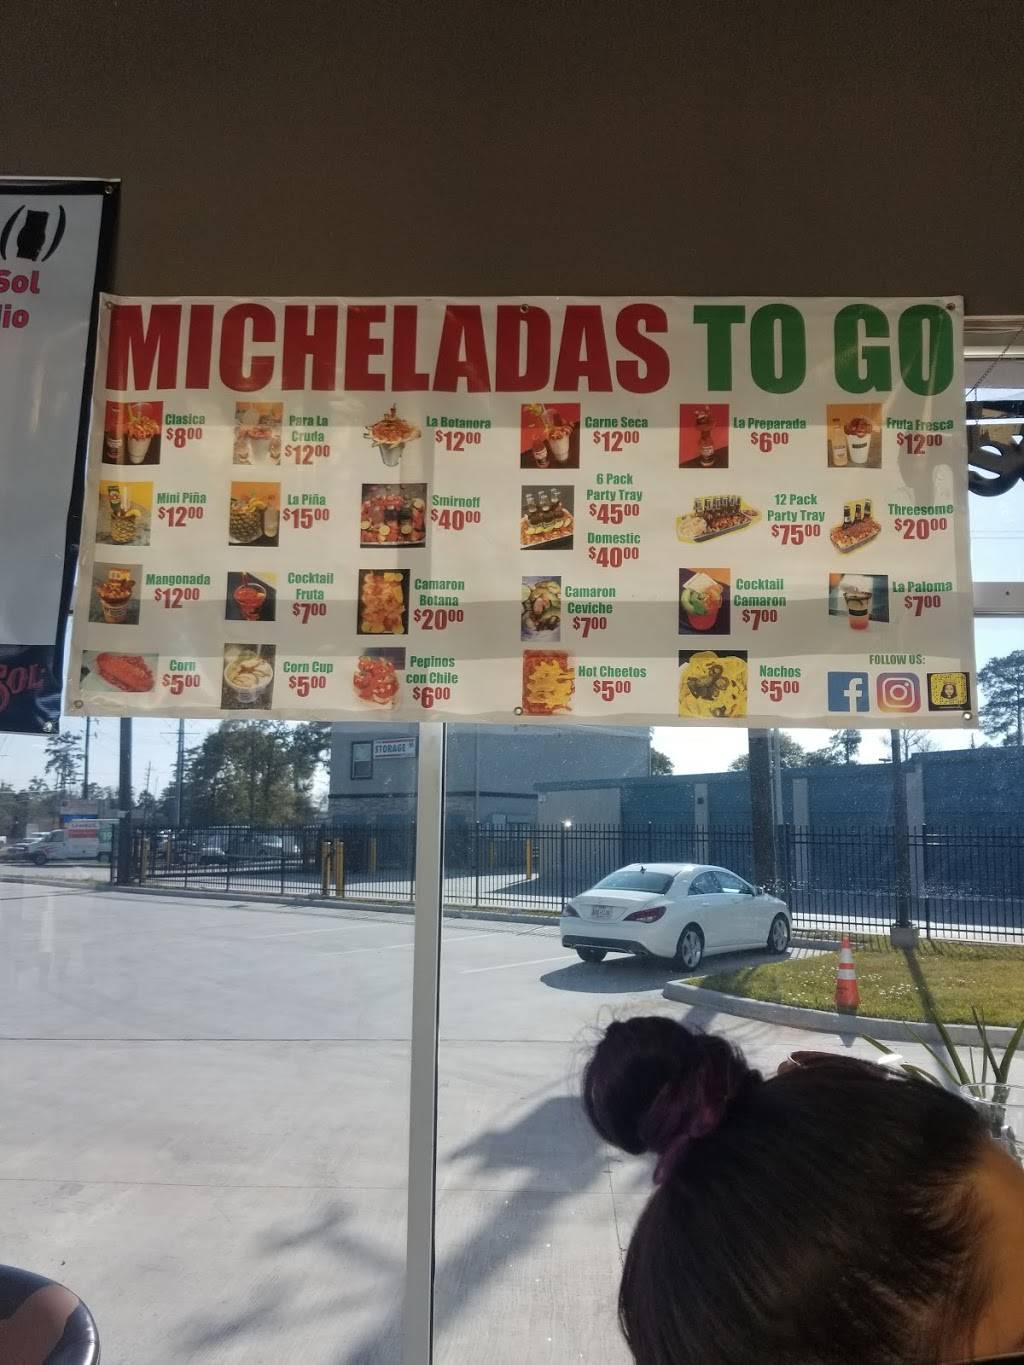 Sol
MICHELADAS TO GO
Clasica
$8.00
Para La
Cruda
$12.00
La Botanora
$12.00
Carne Seca
$12.00
La Preparada
$6.00
Fruta Fresca
$12.00
Mini Piña
$12.00
La Piña
$15.00
Smirnoff
$40.00
6 Pack
Party Tray
$45.00
Domestic
$40.00
12 Pack
Party Tray
$75.00
Threesome
$20.00
Mangonada
$12.00
Cocktail
Fruta
$7.00
Camaron
Botana
$20.00
Camaron
Ceviche
$7.00
Cocktail
Camaron
$7.00
La Paloma
$7.00
Corn
$5.00
Corn Cup
$5.00
Pepinos
con Chile
$6.00
Hot Cheetos
$5.00
Nachos
$5.00
FOLLOW US:
SOL
STORAGE